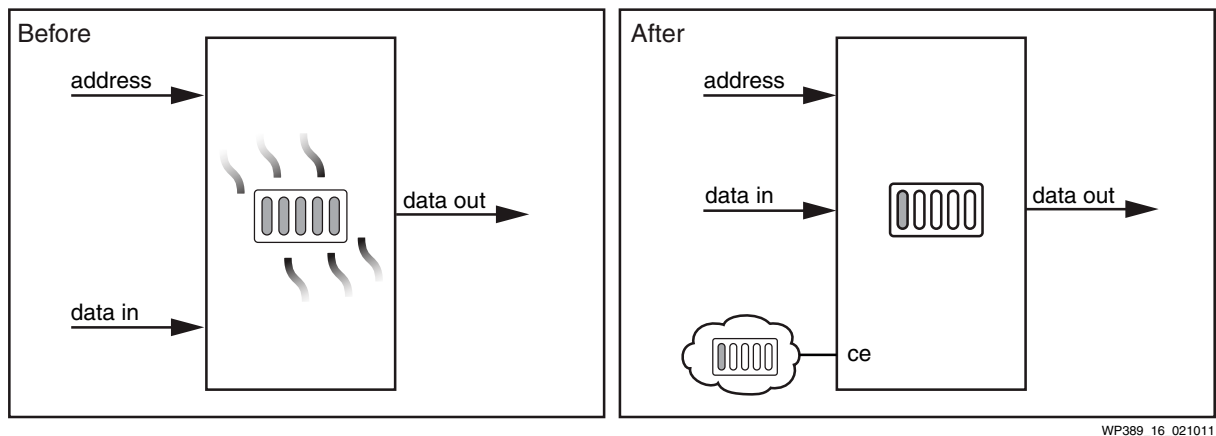 Before
address
data out
data in
After
address
data in
data out
ce
WP389_16_021011